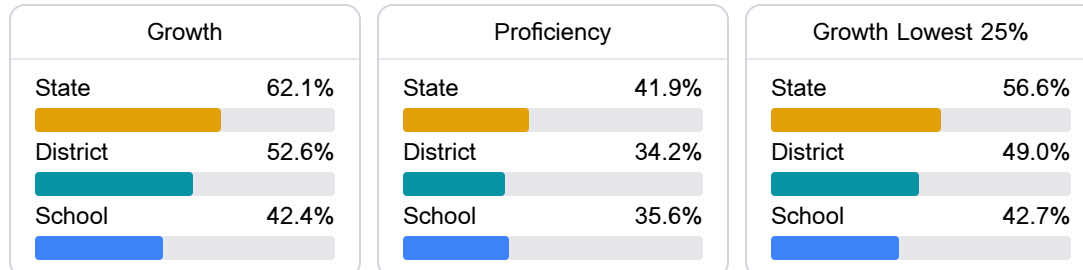 Growth
State 62.1%
District 52.6%
School 42.4%
Proficiency
State 41.9%
District 34.2%
School 35.6%
Growth Lowest 25%
State 56.6%
District 49.0%
School 42.7%